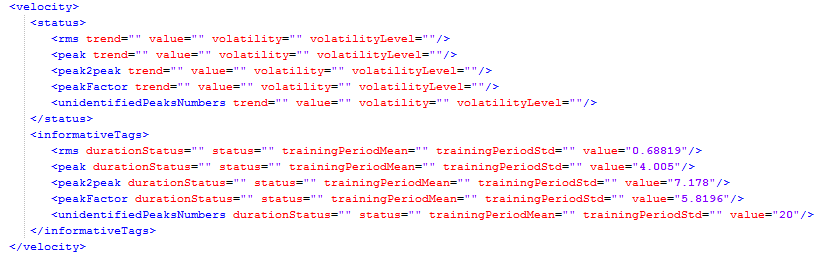 <velocity>
<status>
<rms trend="" value="" volatility="" volatilityLevel=""/>
<peak trend="" value="" volatility="" volatilityLevel=""/>
<peak2peak trend="" value="" volatility="" volatilityLevel=""/>
<peakFactor trend="" value="" volatility="" volatilityLevel=""/>
<unidentifiedPeaksNumbers trend="" value="" volatility="" volatilityLevel=""/>
</status>
<informativeTags>
<rms durationStatus="" status="" trainingPeriodMean="" trainingPeriodStd="" value="0.68819"/>
<peak durationStatus="" status="" trainingPeriodMean="" trainingPeriodStd="" value="4.005"/>
<peak2peak durationStatus="" status="" trainingPeriodMean="" trainingPeriodStd="" value="7.178"/>
<peakFactor durationStatus="" status="" trainingPeriodMean="" trainingPeriodStd="" value="5.8196"/>
<unidentifiedPeaksNumbers durationStatus="" status="" trainingPeriodMean="" trainingPeriodStd="" value="20"/>
</informativeTags>
</velocity>